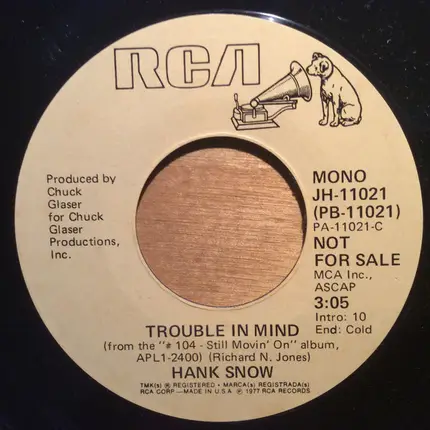 RCA
Produced by
Chuck
Glaser
for Chuck
Glaser
Productions,
Inc.
MONO
JH-11021
(PB-11021)
PA-11021-C
NOT
FOR SALE
MCA Inc.,
ASCAP
3:05
Intro: 10
End: Cold
TROUBLE IN MIND
(from the "# 104 - Still Movin' On" album,
APL1-2400) (Richard N. Jones)
HANK SNOW
TMK(s) ® REGISTERED • MARCA(s) REGISTRADA(s)
RCA CORP—MADE IN U.S.A ℗ 1977 RCA RECORDS